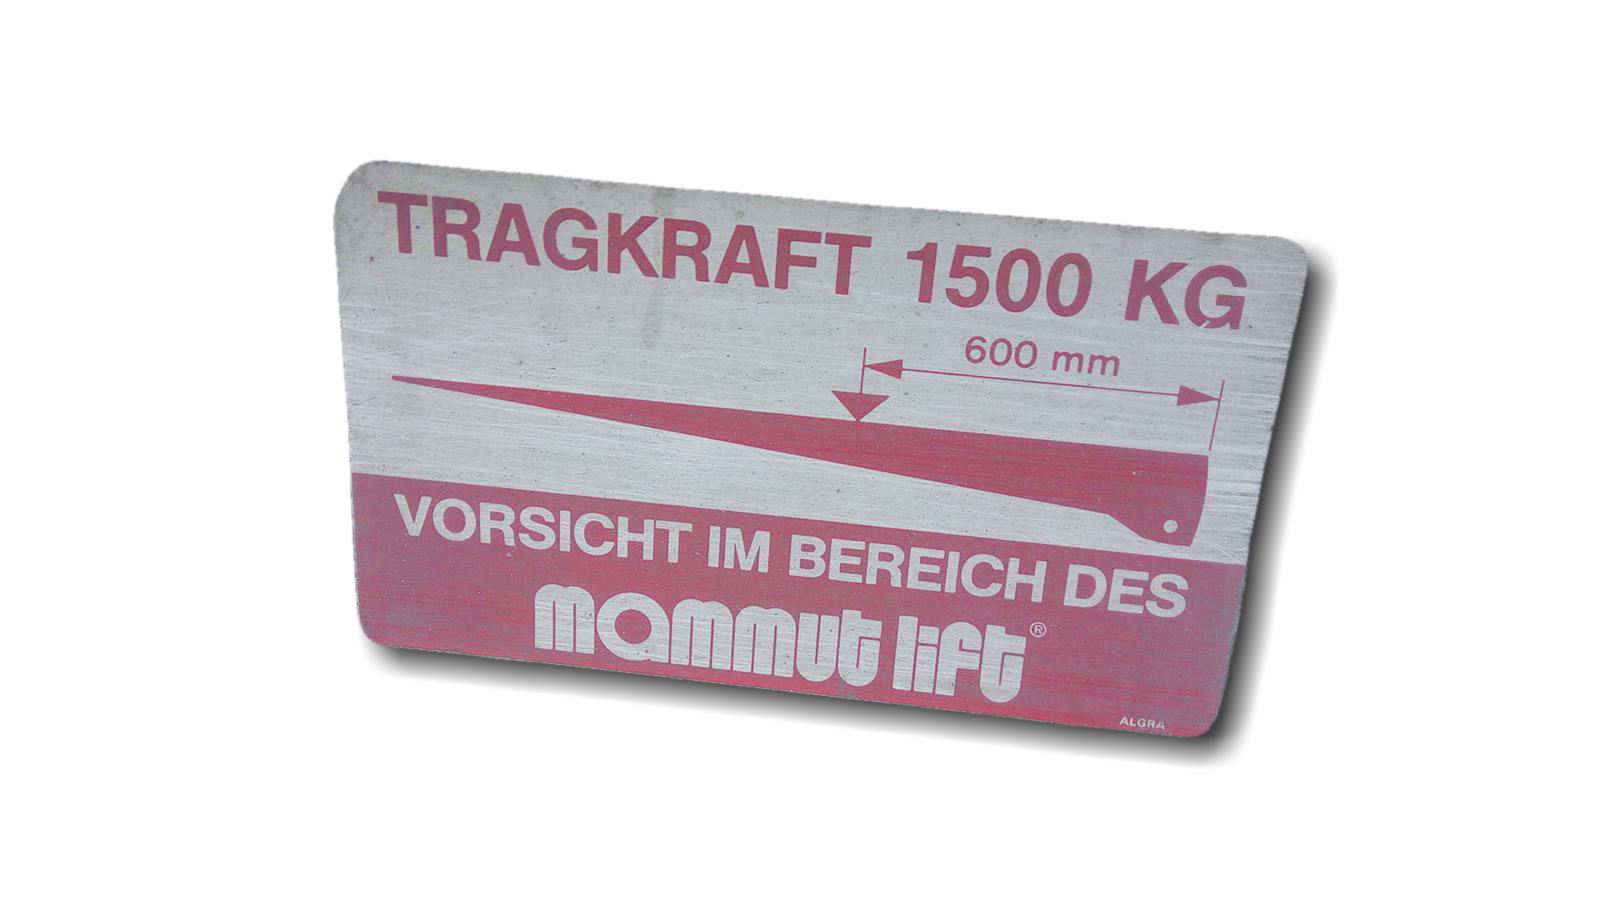 TRAGKRAFT 1500 KG
600 mm
VORSICHT IM BEREICH DES
mammut lift®
ALGRA